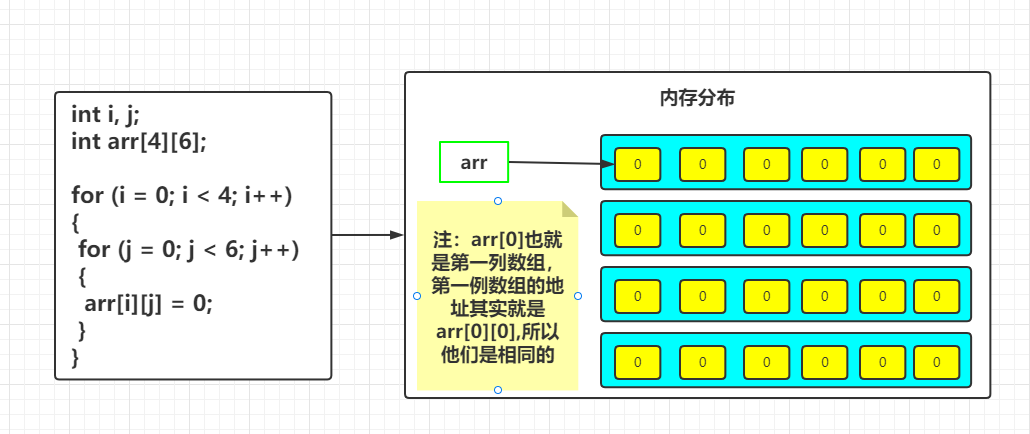 int i, j;
int arr[4][6];
for (i = 0; i < 4; i++)
{
for (j = 0; j < 6; j++)
{
arr[i][j] = 0;
}
}
内存分布
arr
0 0 0 0 0 0
0 0 0 0 0 0
0 0 0 0 0 0
0 0 0 0 0 0
注：arr[0]也就
是第一列数组，
第一例数组的地
址其实就是
arr[0][0],所以
他们是相同的